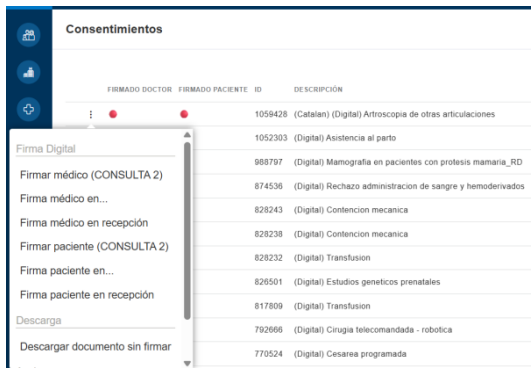 Consentimientos
FIRMADO DOCTOR FIRMADO PACIENTE ID DESCRIPCIÓN
1059428 (Catalan) (Digital) Artroscopia de otras articulaciones
1052303 (Digital) Asistencia al parto
988797 (Digital) Mamografia en pacientes con protesis mamaria_RD
874536 (Digital) Rechazo administracion de sangre y hemoderivados
828243 (Digital) Contencion mecanica
828238 (Digital) Contencion mecanica
828232 (Digital) Transfusion
826501 (Digital) Estudios geneticos prenatales
817809 (Digital) Transfusion
792666 (Digital) Cirugia telecomandada - robotica
770524 (Digital) Cesarea programada
Firma Digital
Firmar médico (CONSULTA 2)
Firma médico en...
Firma médico en recepción
Firmar paciente (CONSULTA 2)
Firma paciente en...
Firma paciente en recepción
Descarga
Descargar documento sin firmar